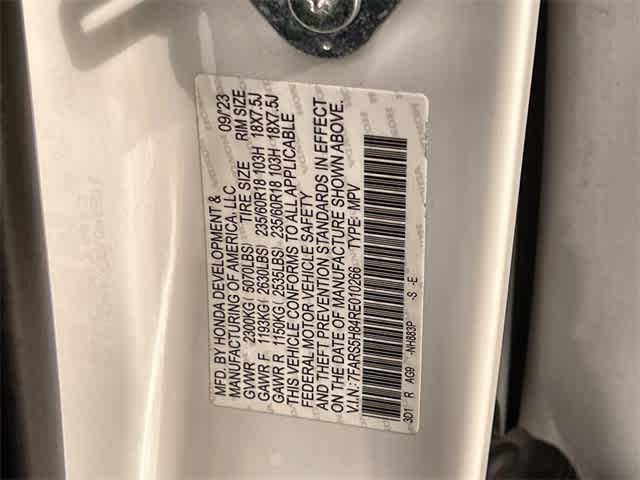 MFD. BY HONDA DEVELOPMENT &
MANUFACTURING OF AMERICA, LLC 09/23
GVWR 2300KG( 5070LBS) TIRE SIZE RIM SIZE
GAWR F 1193KG( 2630LBS) 235/60R18 103H 18X7.5J
GAWR R 1150KG( 2535LBS) 235/60R18 103H 18X7.5J
THIS VEHICLE CONFORMS TO ALL APPLICABLE
FEDERAL MOTOR VEHICLE SAFETY
AND THEFT PREVENTION STANDARDS IN EFFECT
ON THE DATE OF MANUFACTURE SHOWN ABOVE.
V.I.N:7FARS5H84RE010266 TYPE: MPV
3D1 R AG9 -NH883P -S -E